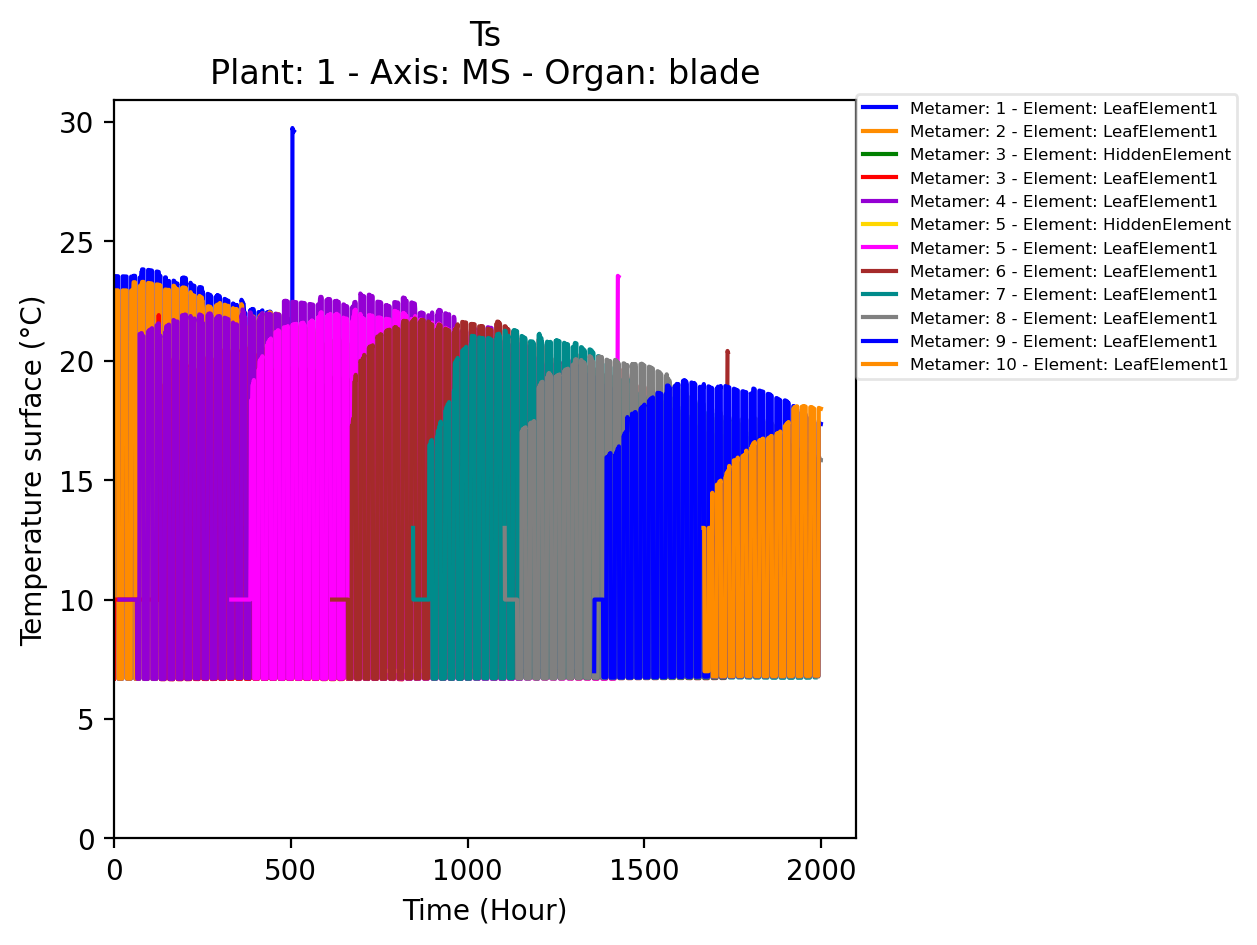 Ts
Plant: 1 - Axis: MS - Organ: blade
30
25
20
15
10
5
0
Temperature surface (°C)
0 500 1000 1500 2000
Time (Hour)
Metamer: 1 - Element: LeafElement1
Metamer: 2 - Element: LeafElement1
Metamer: 3 - Element: HiddenElement
Metamer: 3 - Element: LeafElement1
Metamer: 4 - Element: LeafElement1
Metamer: 5 - Element: HiddenElement
Metamer: 5 - Element: LeafElement1
Metamer: 6 - Element: LeafElement1
Metamer: 7 - Element: LeafElement1
Metamer: 8 - Element: LeafElement1
Metamer: 9 - Element: LeafElement1
Metamer: 10 - Element: LeafElement1